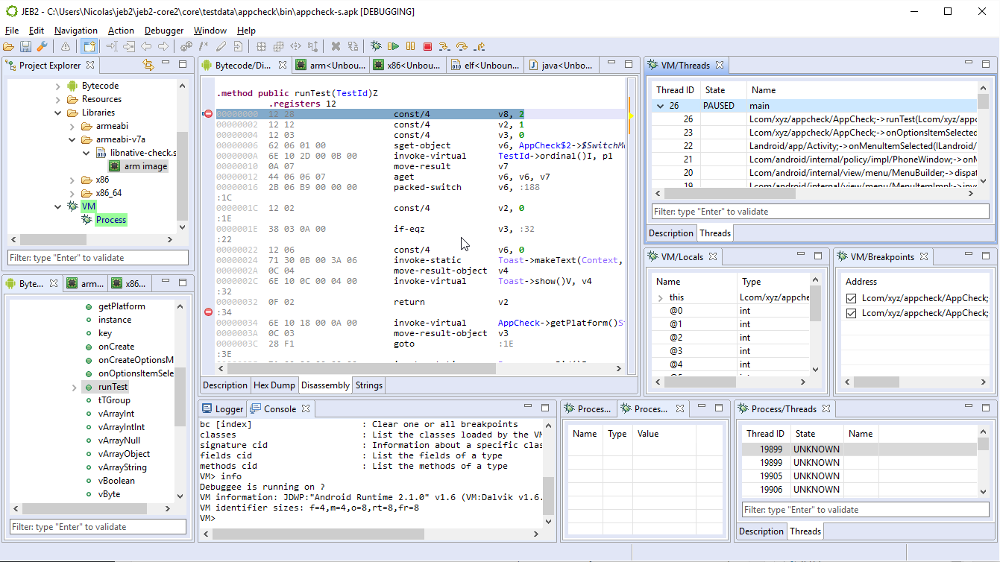 JEB2 - C:\Users\Nicolas\jeb2\jeb2-core2\core\testdata\appcheck\bin\appcheck-s.apk [DEBUGGING]
File Edit Navigation Action Debugger Window Help
Project Explorer
Bytecode
Resources
Libraries
armeabi
armeabi-v7a
libnative-check.s
arm image
x86
x86_64
VM
Process
Filter: type "Enter" to validate
Byte... arm... x86...
getPlatform
instance
key
onCreate
onCreateOptionsM
onOptionsItemSele
runTest
tTGroup
vArrayInt
vArrayIntInt
vArrayNull
vArrayObject
vArrayString
vBoolean
vByte
Filter: type "Enter" to validate
Bytecode/Di... arm<Unbou... x86<Unbou... elf<Unboun... java<Unbo...
.method public runTest(TestId)Z
.registers 12
00000000 12 28 const/4 v8, 2
00000002 12 12 const/4 v2, 1
00000004 12 03 const/4 v3, 0
00000006 62 06 01 00 sget-object v6, AppCheck$2->$SwitchM
0000000A 6E 10 2D 00 0B 00 invoke-virtual TestId->ordinal()I, p1
00000010 0A 07 move-result v7
00000012 44 06 06 07 aget v6, v6, v7
00000016 2B 06 B9 00 00 00 packed-switch v6, :188
:1C
0000001C 12 02 const/4 v2, 0
:1E
0000001E 38 03 0A 00 if-eqz v3, :32
:22
00000022 12 06 const/4 v6, 0
00000024 71 30 0B 00 3A 06 invoke-static Toast->makeText(Context,
0000002A 0C 04 move-result-object v4
0000002C 6E 10 0C 00 04 00 invoke-virtual Toast->show()V, v4
:32
00000032 0F 02 return v2
:34
00000034 6E 10 18 00 0A 00 invoke-virtual AppCheck->getPlatform()S
0000003A 0C 03 move-result-object v3
0000003C 28 F1 goto :1E
:3E
Description Hex Dump Disassembly Strings
Logger Console
bc [index] : Clear one or all breakpoints
classes : List the classes loaded by the VM
signature cid : Information about a specific clas
fields cid : List the fields of a type
methods cid : List the methods of a type
VM> info
Debuggee is running on ?
VM information: JDWP:"Android Runtime 2.1.0" v1.6 (VM:Dalvik v1.6.
VM identifier sizes: f=4,m=4,o=8,rt=8,fr=8
VM>
VM/Threads
Thread ID State Name
26 PAUSED main
26 Lcom/xyz/appcheck/AppCheck;->runTest(Lcom/xyz/appc
23 Lcom/xyz/appcheck/AppCheck;->onOptionsItemSelected
22 Landroid/app/Activity;->onMenuItemSelected(ILandroid/
21 Lcom/android/internal/policy/impl/PhoneWindow;->onM
20 Lcom/android/internal/view/menu/MenuBuilder;->dispat
19 Lcom/android/internal/view/menu/MenuItemImpl;->invo
Filter: type "Enter" to validate
Description Threads
VM/Locals
Name Type
this Lcom/xyz/appche
@0 int
@1 int
@2 int
@3 int
@4 int
VM/Breakpoints
Address
Lcom/xyz/appcheck/AppCheck;
Lcom/xyz/appcheck/AppCheck;
Proces... Proces...
Name Type Value
Process/Threads
Thread ID State Name
19899 UNKNOWN
19899 UNKNOWN
19905 UNKNOWN
19906 UNKNOWN
Filter: type "Enter" to validate
Description Threads